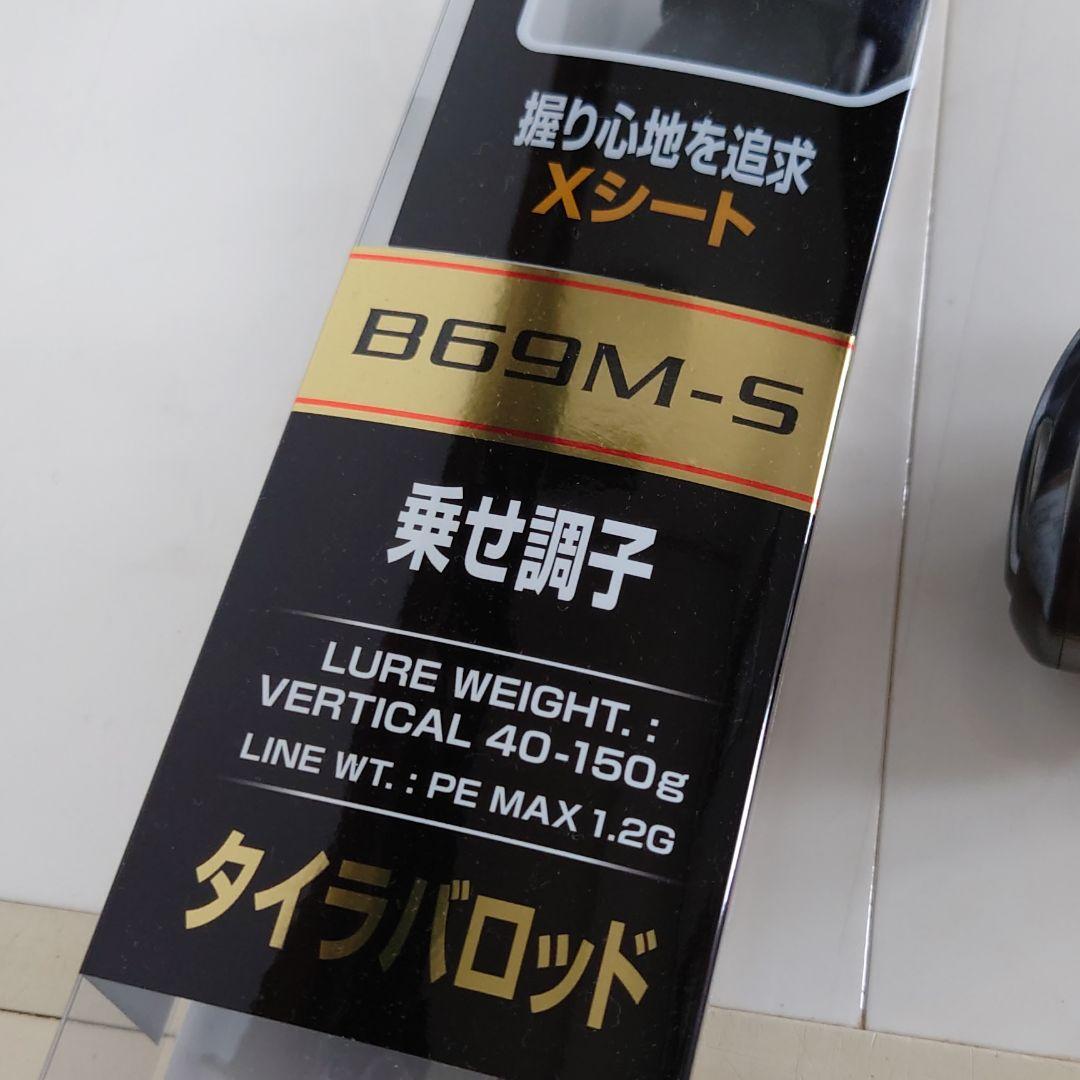 握り心地を追求
Xシート
B69M-S
乗せ調子
LURE WEIGHT. :
VERTICAL 40-150g
LINE WT. : PE MAX 1.2G
タイラバロッド